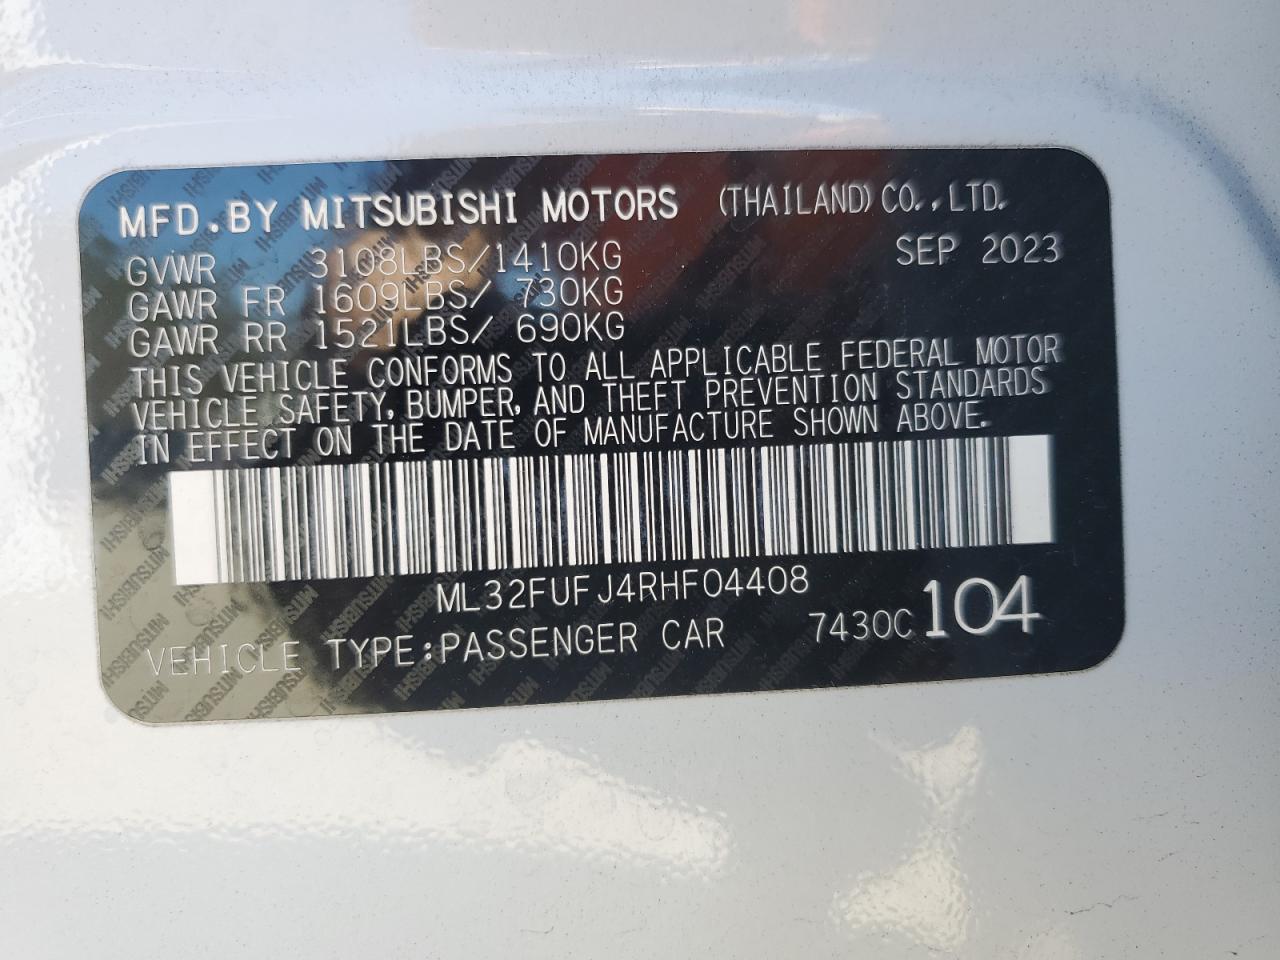 MFD.BY MITSUBISHI MOTORS (THAILAND) CO.,LTD.
GVWR 3108LBS/1410KG SEP 2023
GAWR FR 1609LBS/ 730KG
GAWR RR 1521LBS/ 690KG
THIS VEHICLE CONFORMS TO ALL APPLICABLE FEDERAL MOTOR
VEHICLE SAFETY, BUMPER, AND THEFT PREVENTION STANDARDS
IN EFFECT ON THE DATE OF MANUFACTURE SHOWN ABOVE.
ML32FUFJ4RHF04408
VEHICLE TYPE:PASSENGER CAR 7430C 104